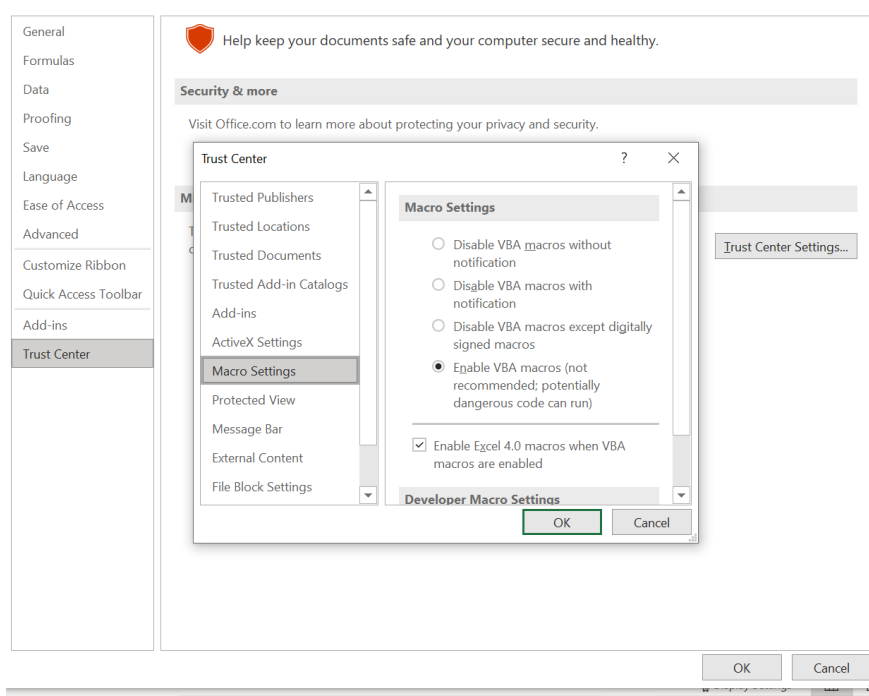 General
Formulas
Data
Proofing
Save
Language
Ease of Access
Advanced
Customize Ribbon
Quick Access Toolbar
Add-ins
Trust Center
Help keep your documents safe and your computer secure and healthy.
Security & more
Visit Office.com to learn more about protecting your privacy and security.
M
T
Trust Center Settings...
Trust Center
?
Trusted Publishers
Trusted Locations
Trusted Documents
Trusted Add-in Catalogs
Add-ins
ActiveX Settings
Macro Settings
Protected View
Message Bar
External Content
File Block Settings
Macro Settings
Disable VBA macros without
notification
Disable VBA macros with
notification
Disable VBA macros except digitally
signed macros
Enable VBA macros (not
recommended; potentially
dangerous code can run)
Enable Excel 4.0 macros when VBA
macros are enabled
Developer Macro Settings
OK
Cancel
OK
Cancel